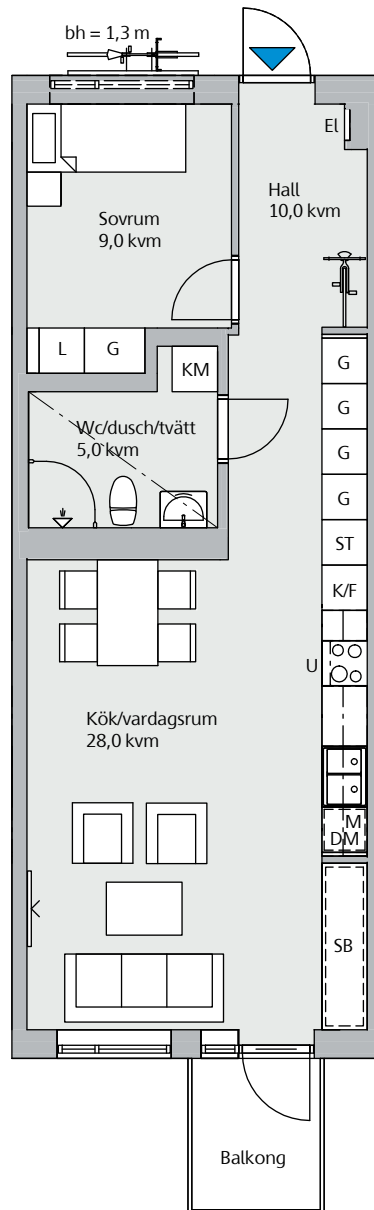 bh = 1,3 m
El
Hall
10,0 kvm
Sovrum
9,0 kvm
L
G
KM
G
G
G
G
ST
K/F
Wc/dusch/tvätt
5,0 kvm
U
Kök/vardagsrum
28,0 kvm
M
DM
SB
Balkong